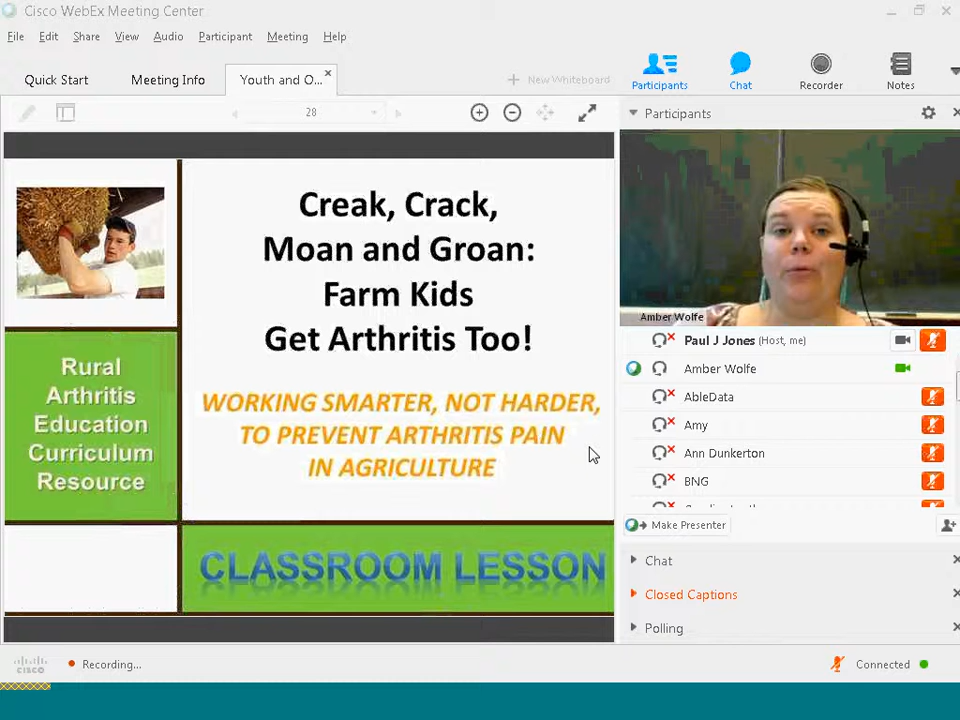 Cisco WebEx Meeting Center
File Edit Share View Audio Participant Meeting Help
Quick Start Meeting Info Youth and O... New Whiteboard
Participants Chat Recorder Notes
28
Participants
Creak, Crack,
Moan and Groan:
Farm Kids
Get Arthritis Too!
WORKING SMARTER, NOT HARDER,
TO PREVENT ARTHRITIS PAIN
IN AGRICULTURE
Rural
Arthritis
Education
Curriculum
Resource
CLASSROOM LESSON
Amber Wolfe
Paul J Jones (Host, me)
Amber Wolfe
AbleData
Amy
Ann Dunkerton
BNG
Make Presenter
Chat
Closed Captions
Polling
cisco
Recording...
Connected